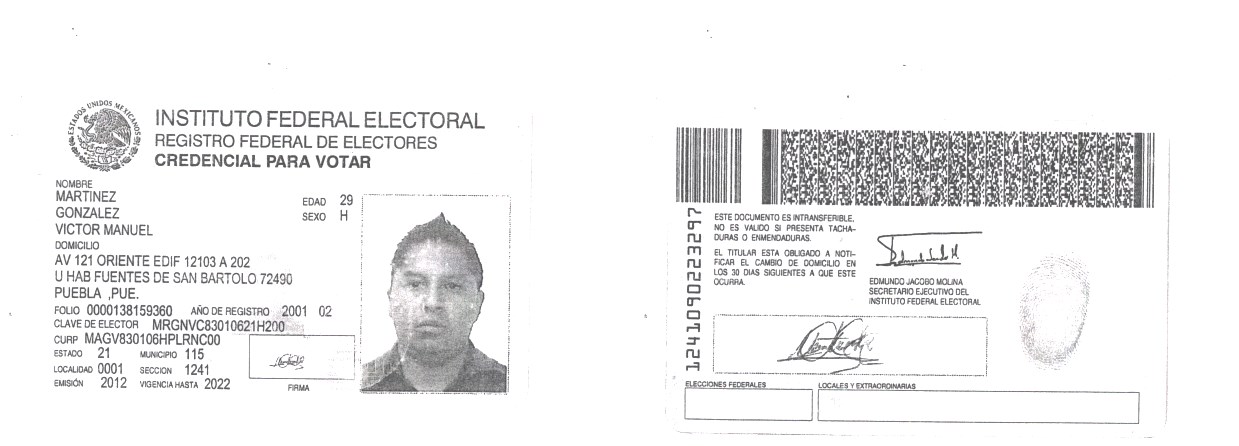 ESTADOS UNIDOS MEXICANOS
INSTITUTO FEDERAL ELECTORAL
REGISTRO FEDERAL DE ELECTORES
CREDENCIAL PARA VOTAR
NOMBRE
MARTINEZ
GONZALEZ
VICTOR MANUEL
EDAD 29
SEXO H
DOMICILIO
AV 121 ORIENTE EDIF 12103 A 202
U HAB FUENTES DE SAN BARTOLO 72490
PUEBLA ,PUE.
FOLIO 0000138159360 AÑO DE REGISTRO 2001 02
CLAVE DE ELECTOR MRGNVC83010621H200
CURP MAGV830106HPLRNC00
ESTADO 21 MUNICIPIO 115
LOCALIDAD 0001 SECCION 1241
EMISIÓN 2012 VIGENCIA HASTA 2022
FIRMA
1241090223297
ESTE DOCUMENTO ES INTRANSFERIBLE,
NO ES VALIDO SI PRESENTA TACHA-
DURAS O ENMENDADURAS.
EL TITULAR ESTA OBLIGADO A NOTI-
FICAR EL CAMBIO DE DOMICILIO EN
LOS 30 DIAS SIGUIENTES A QUE ESTE
OCURRA.
EDMUNDO JACOBO MOLINA
SECRETARIO EJECUTIVO DEL
INSTITUTO FEDERAL ELECTORAL
ELECCIONES FEDERALES
LOCALES Y EXTRAORDINARIAS